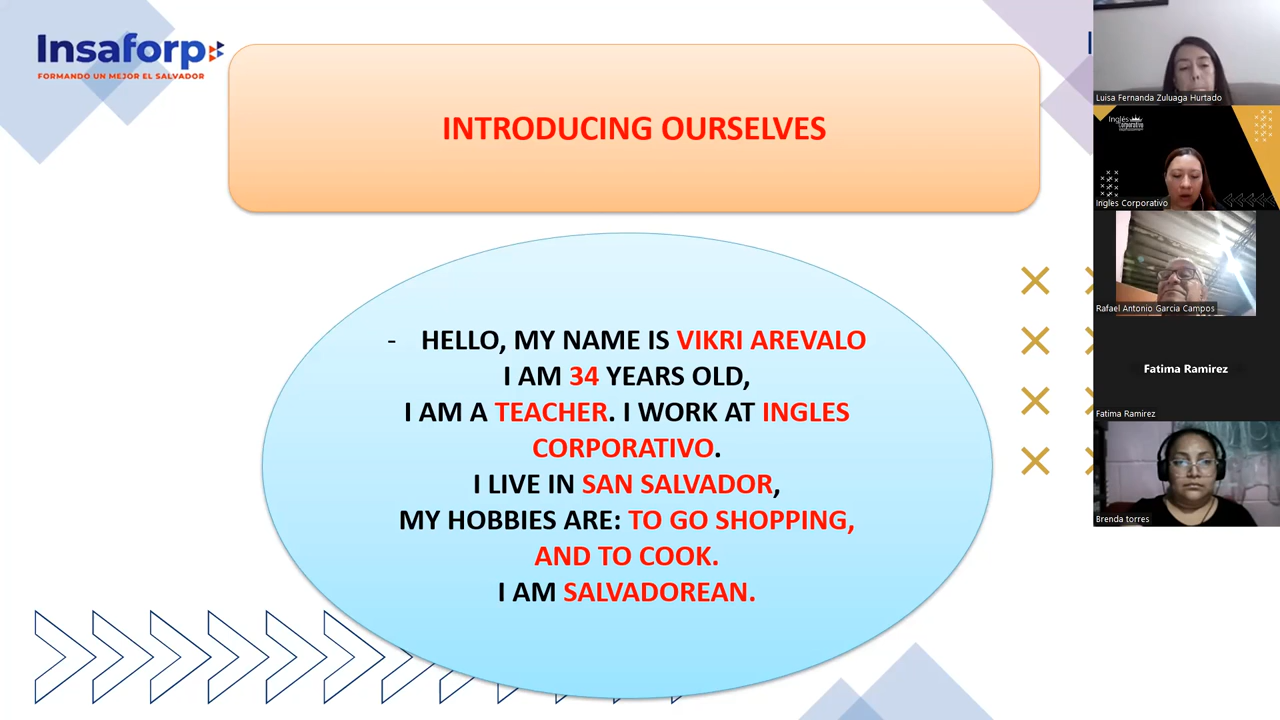 Insaforp
FORMANDO UN MEJOR EL SALVADOR
INTRODUCING OURSELVES
- HELLO, MY NAME IS VIKRI AREVALO
I AM 34 YEARS OLD,
I AM A TEACHER. I WORK AT INGLES
CORPORATIVO.
I LIVE IN SAN SALVADOR,
MY HOBBIES ARE: TO GO SHOPPING,
AND TO COOK.
I AM SALVADOREAN.
Luisa Fernanda Zuluaga Hurtado
Inglés
Corporativo
Ingles Corporativo
Rafael Antonio Garcia Campos
Fatima Ramirez
Fatima Ramirez
Brenda torres